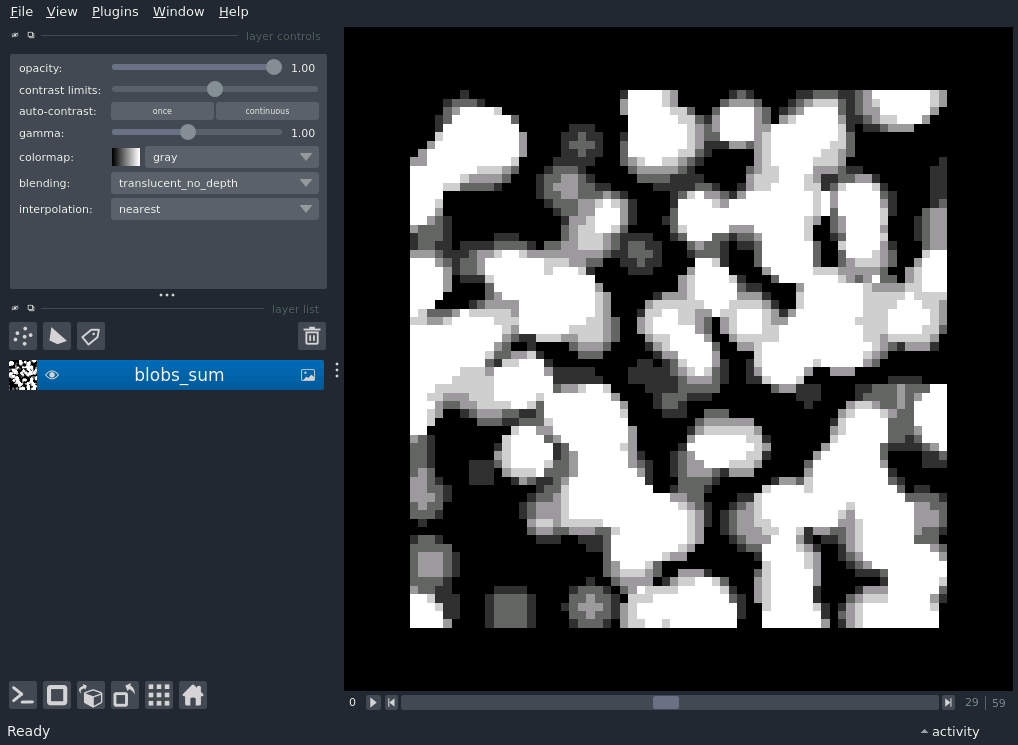 File View Plugins Window Help
layer controls
opacity: 1.00
contrast limits:
auto-contrast: once continuous
gamma: 1.00
colormap: gray
blending: translucent_no_depth
interpolation: nearest
layer list
blobs_sum
0 29 59
Ready activity